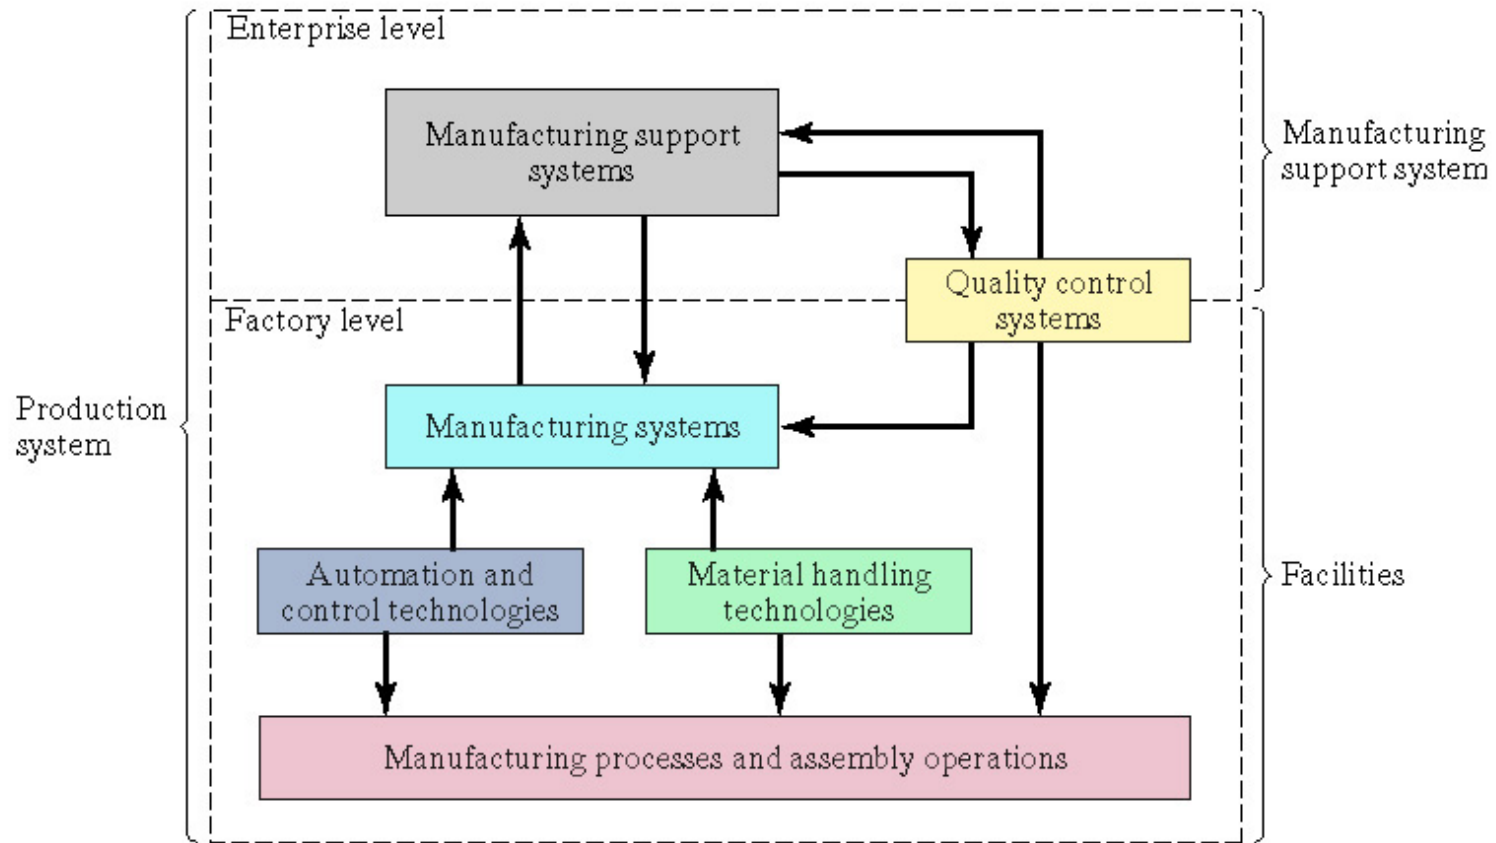 Enterprise level
Manufacturing support
systems
Manufacturing
support system
Quality control
systems
Factory level
Production
system
Manufacturing systems
Automation and
control technologies
Material handling
technologies
Facilities
Manufacturing processes and assembly operations